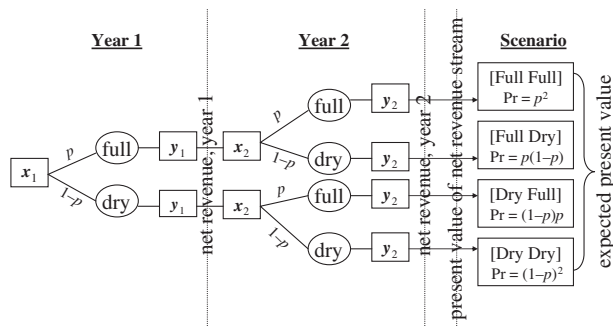 Year 1
Year 2
Scenario
x1
p
1–p
full
dry
y1
y1
net revenue, year 1
x2
x2
p
1–p
p
1–p
full
dry
full
dry
y2
y2
y2
y2
net revenue, year 2
present value of net revenue stream
[Full Full]
Pr = p²
[Full Dry]
Pr = p(1–p)
[Dry Full]
Pr = (1–p)p
[Dry Dry]
Pr = (1–p)²
expected present value